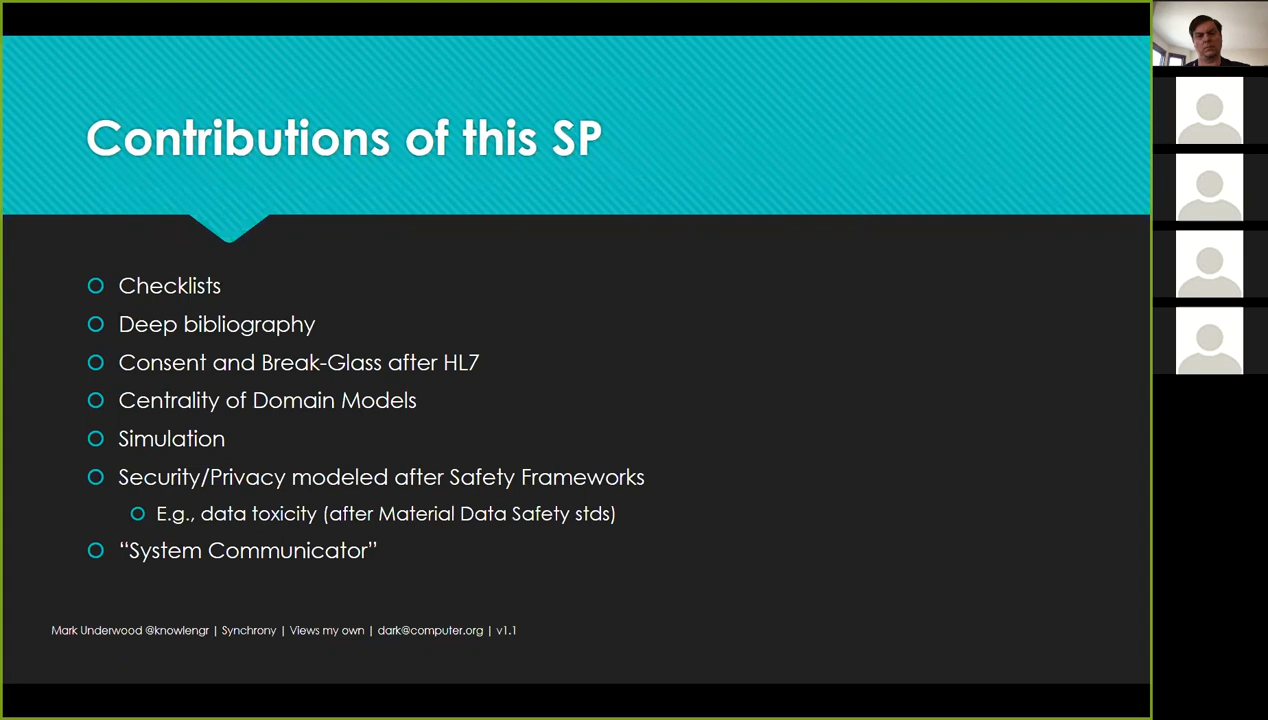 Contributions of this SP
Checklists
Deep bibliography
Consent and Break-Glass after HL7
Centrality of Domain Models
Simulation
Security/Privacy modeled after Safety Frameworks
E.g., data toxicity (after Material Data Safety stds)
“System Communicator”
Mark Underwood @knowlengr | Synchrony | Views my own | dark@computer.org | v1.1